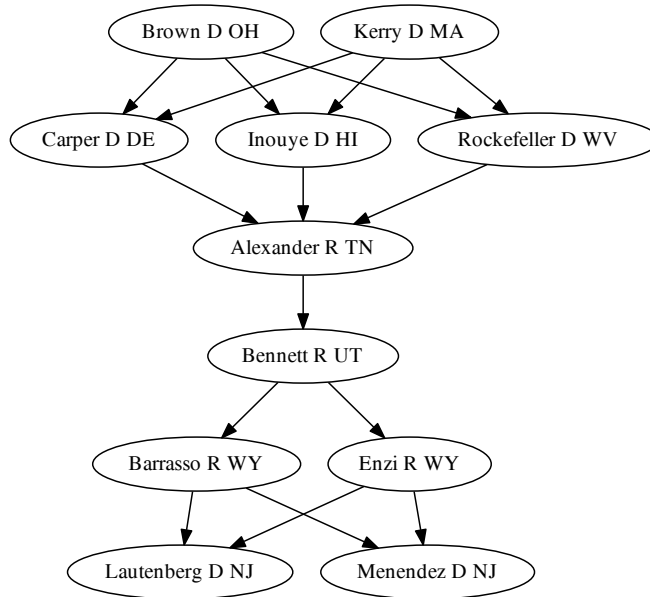 Brown D OH
Kerry D MA
Carper D DE
Inouye D HI
Rockefeller D WV
Alexander R TN
Bennett R UT
Barrasso R WY
Enzi R WY
Lautenberg D NJ
Menendez D NJ